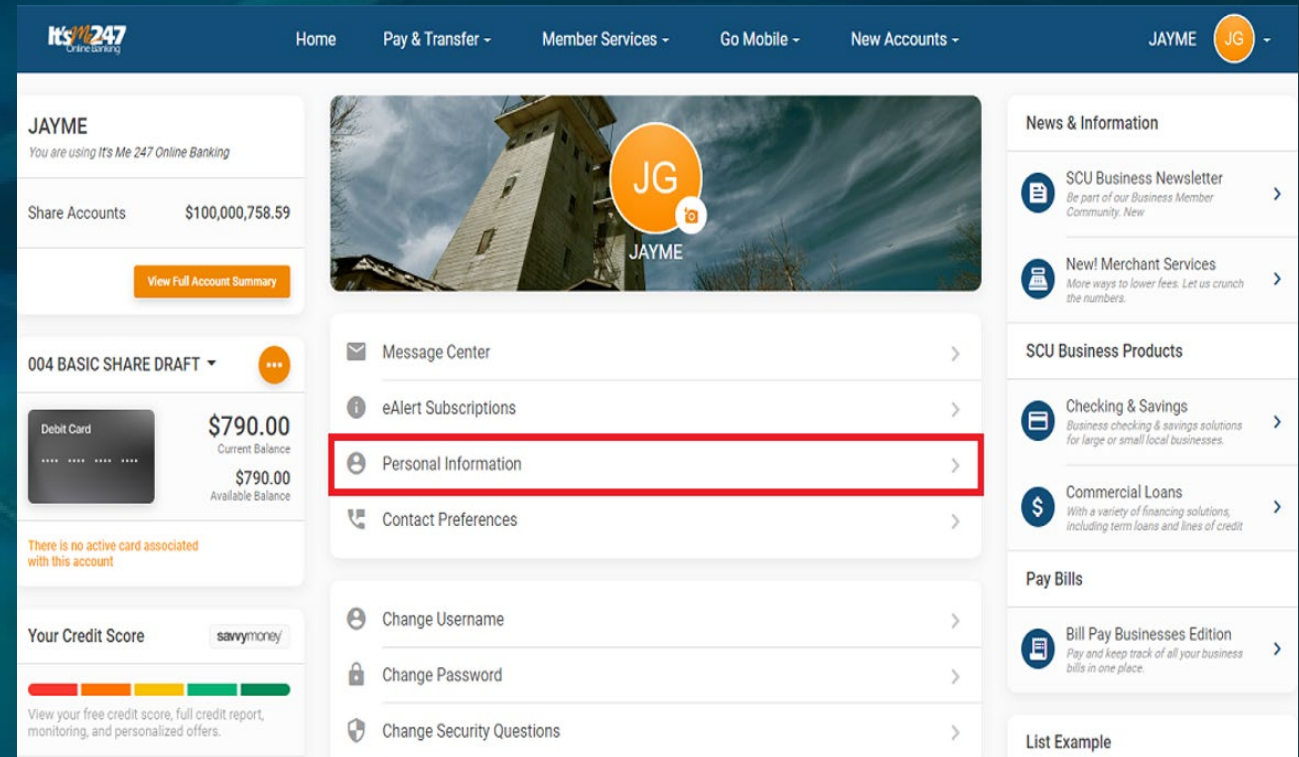 It'sMe247
Online Banking
Home
Pay & Transfer
Member Services
Go Mobile
New Accounts
JAYME
JG
JAYME
You are using It's Me 247 Online Banking
Share Accounts $100,000,758.59
View Full Account Summary
004 BASIC SHARE DRAFT
Debit Card
$790.00
Current Balance
$790.00
Available Balance
There is no active card associated
with this account
Your Credit Score
savvymoney
View your free credit score, full credit report,
monitoring, and personalized offers.
JG
JAYME
Message Center
eAlert Subscriptions
Personal Information
Contact Preferences
Change Username
Change Password
Change Security Questions
News & Information
SCU Business Newsletter
Be part of our Business Member
Community. New
New! Merchant Services
More ways to lower fees. Let us crunch
the numbers.
SCU Business Products
Checking & Savings
Business checking & savings solutions
for large or small local businesses.
Commercial Loans
With a variety of financing solutions,
including term loans and lines of credit
Pay Bills
Bill Pay Businesses Edition
Pay and keep track of all your business
bills in one place.
List Example